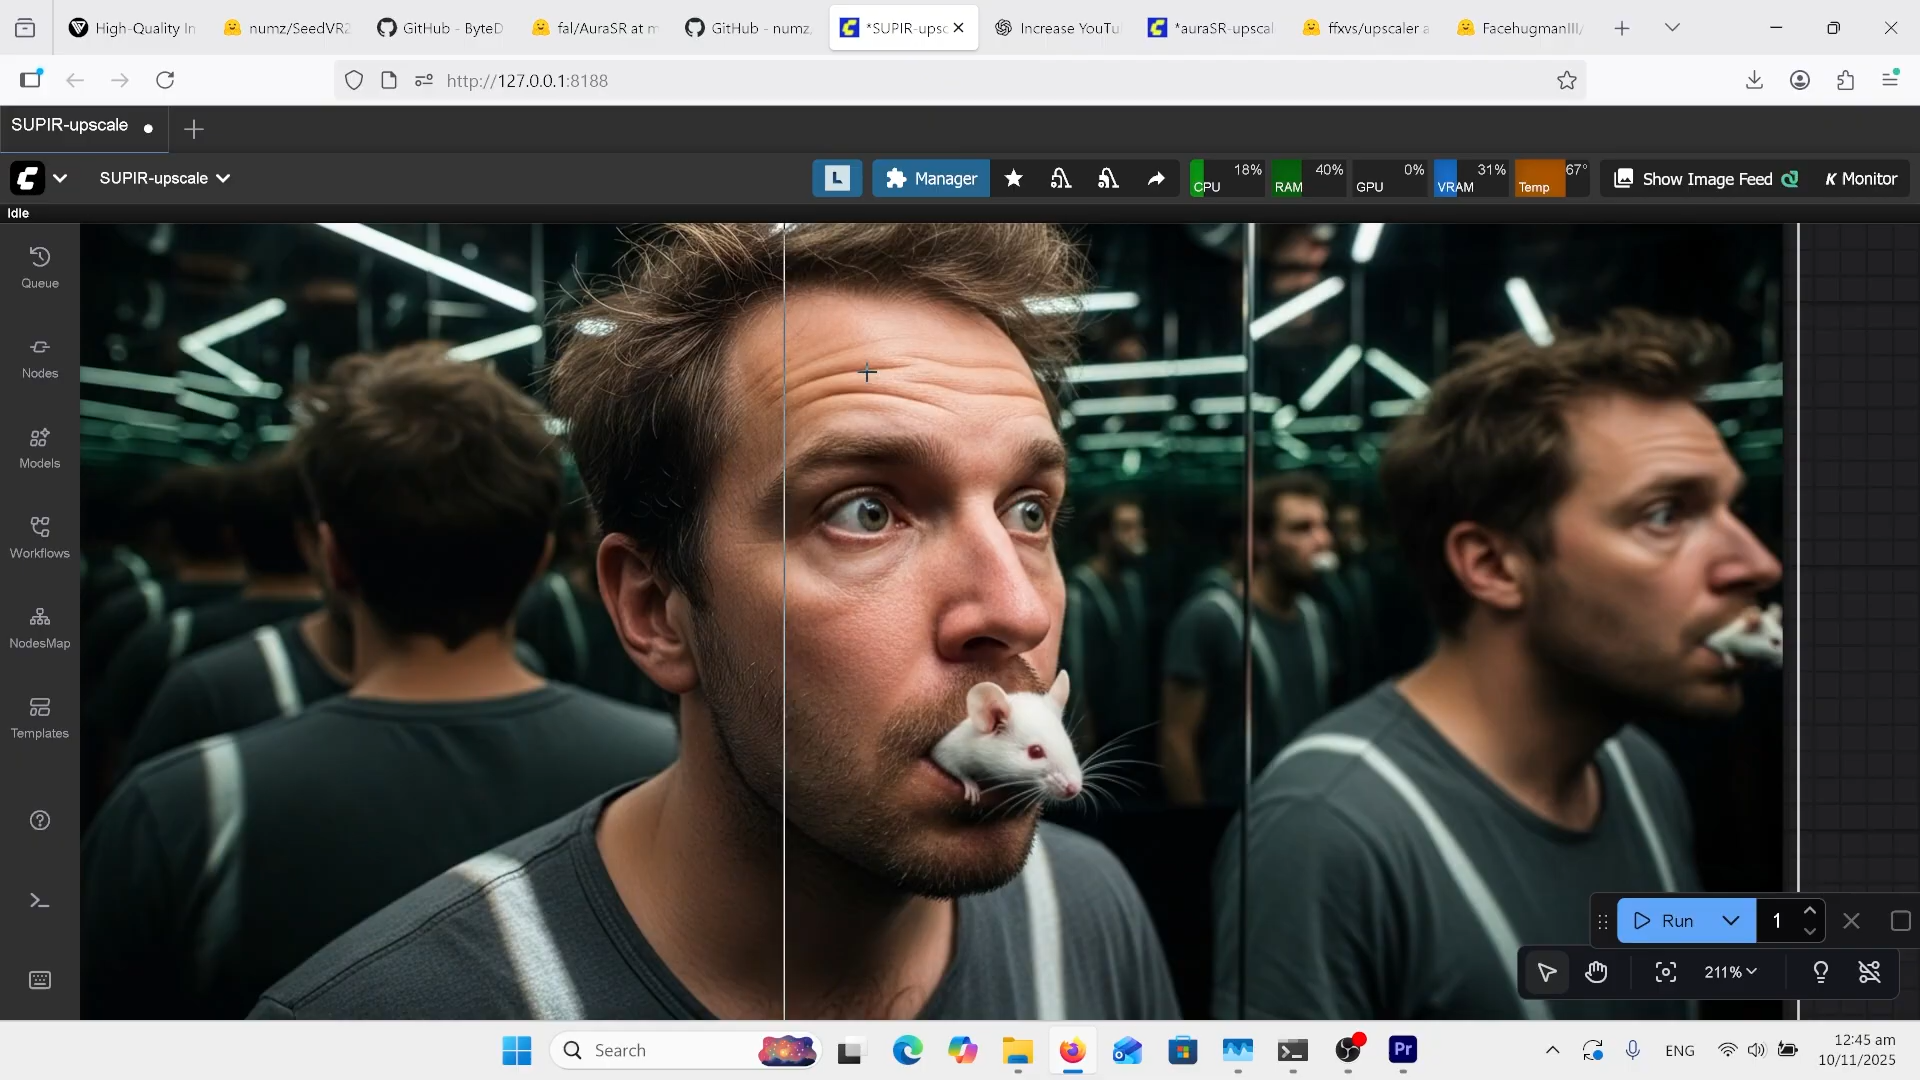 High-Quality In
numz/SeedVR2
GitHub - ByteD
fal/AuraSR at m
GitHub - numz,
*SUPIR-upsc
Increase YouTu
*auraSR-upscal
ffxvs/upscaler a
FacehugmanIII/
http://127.0.0.1:8188
SUPIR-upscale
SUPIR-upscale
L
Manager
CPU 18%
RAM 40%
GPU 0%
VRAM 31%
Temp 67°
Show Image Feed
K Monitor
Idle
Queue
Nodes
Models
Workflows
NodesMap
Templates
Run
1
211%
Search
Pr
ENG
12:45 am
10/11/2025